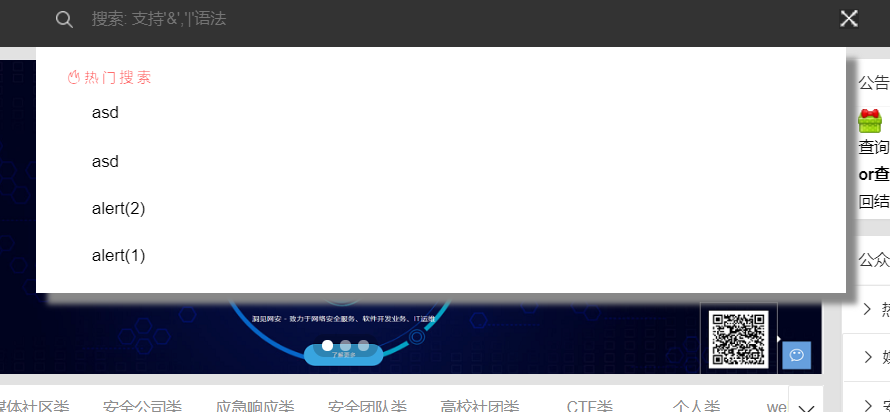 搜索: 支持'&','|'语法
热门搜索
asd
asd
alert(2)
alert(1)
公告
查询
or查
回结
公众
洞见网安 - 致力于网络安全服务、软件开发业务、IT运维
了解更多
媒体社区类
安全公司类
应急响应类
安全团队类
高校社团类
CTF类
个人类
we